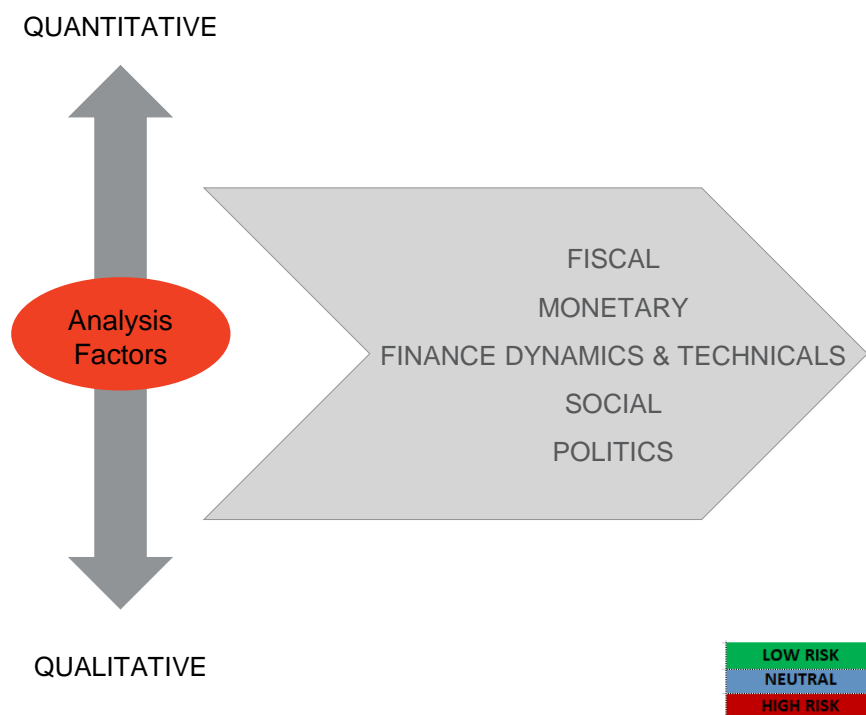 QUANTITATIVE
Analysis
Factors
FISCAL
MONETARY
FINANCE DYNAMICS & TECHNICALS
SOCIAL
POLITICS
QUALITATIVE
LOW RISK
NEUTRAL
HIGH RISK